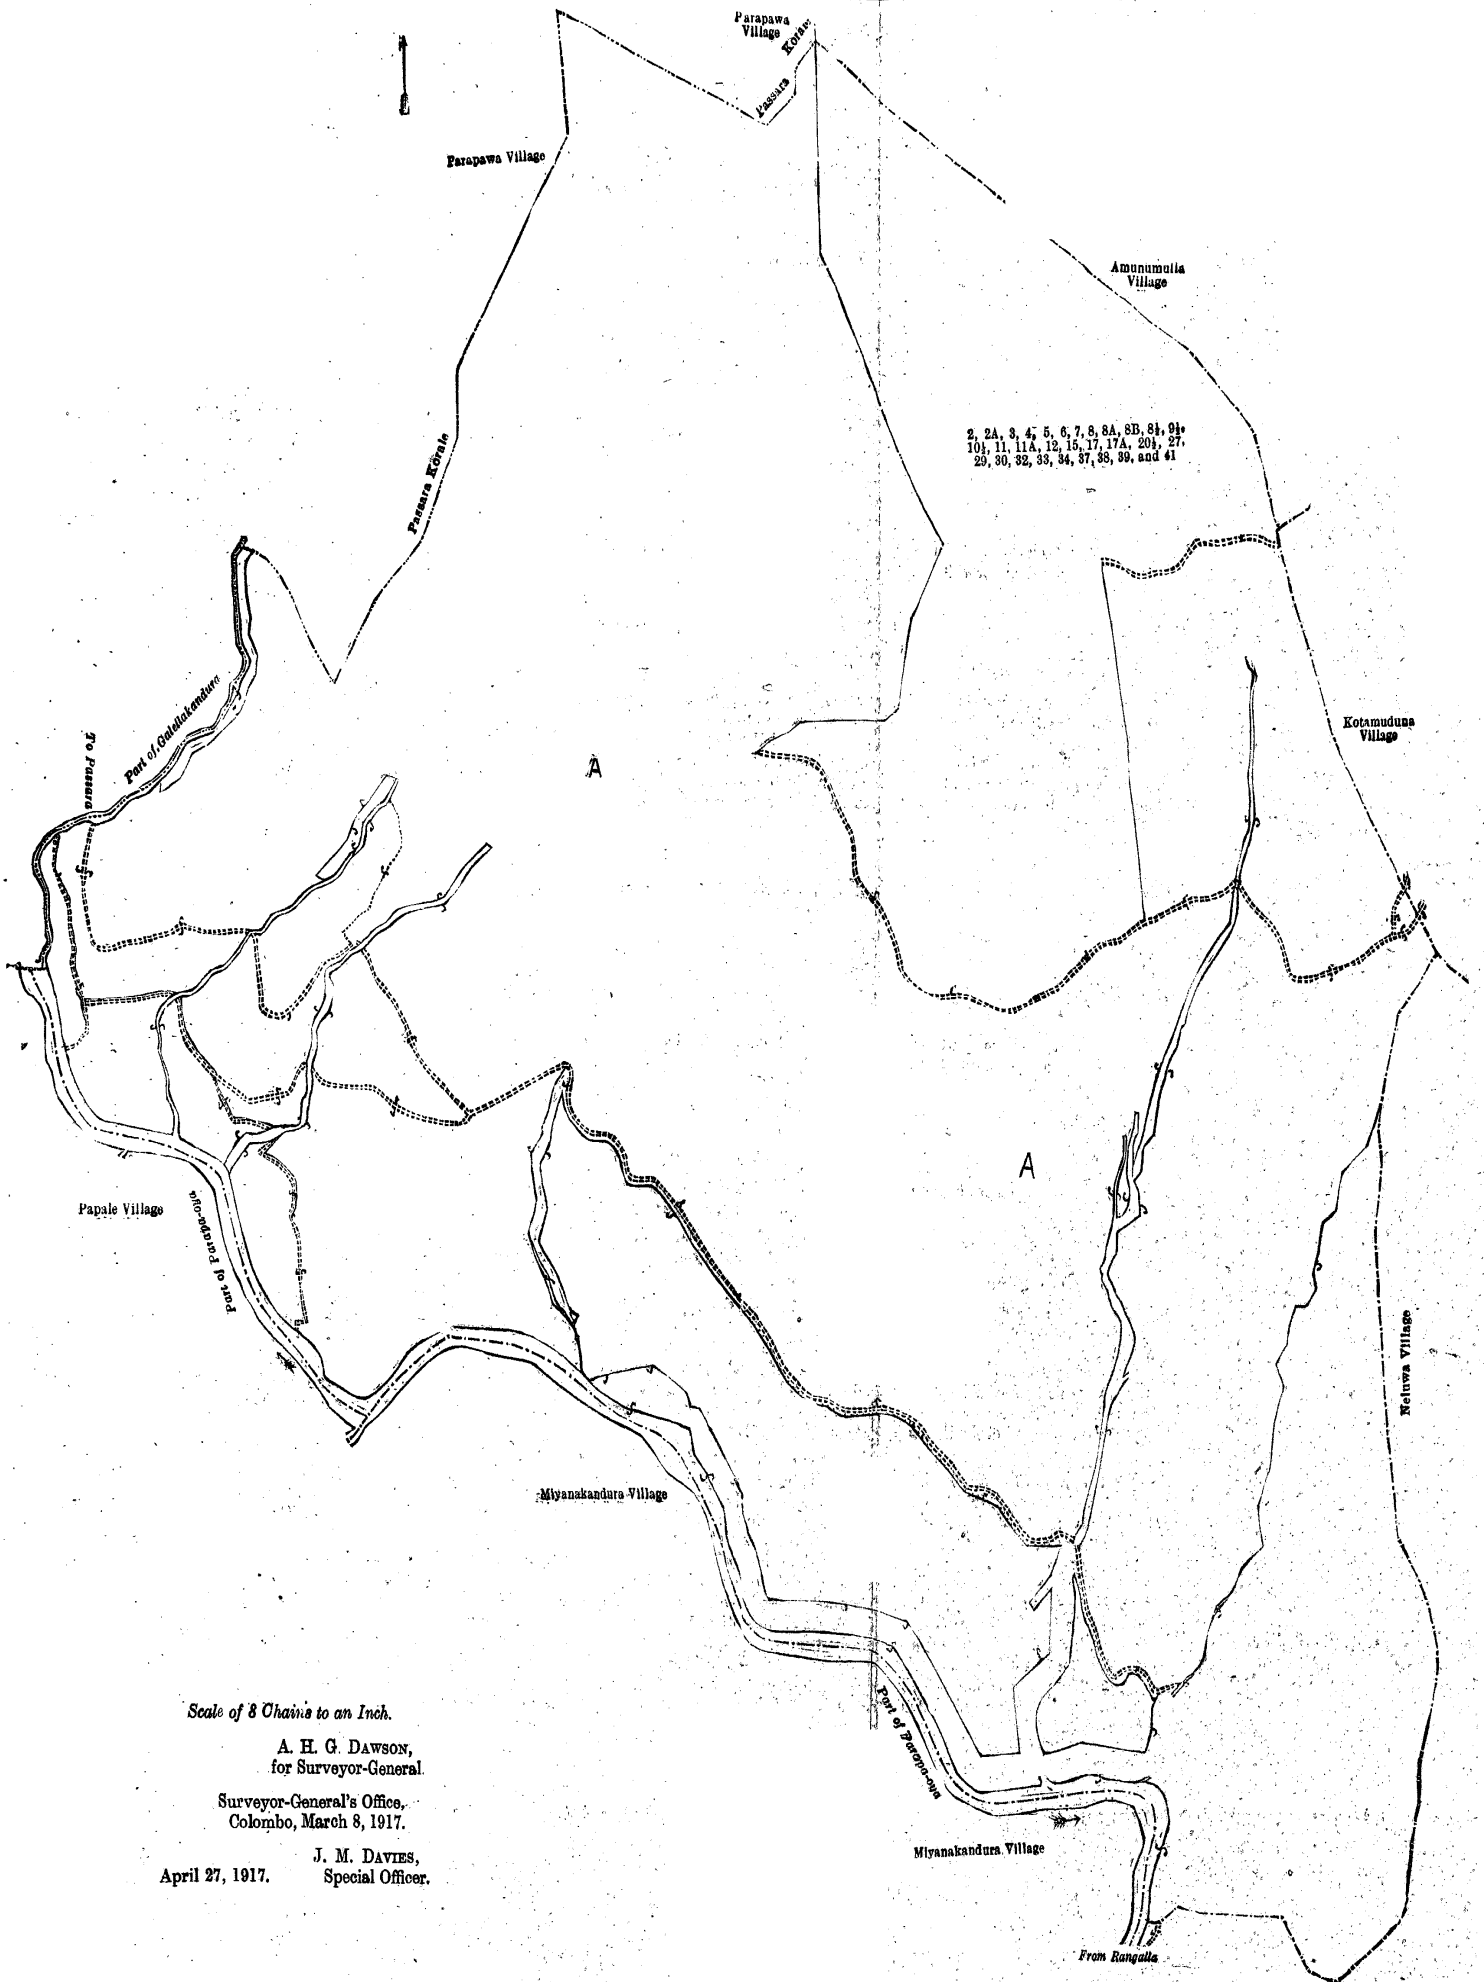 Parapawa
Village
Passara Korale
Parapawa Village
Amunumulla
Village
Passara Korale
2, 2A, 3, 4, 5, 6, 7, 8, 8A, 8B, 8½, 9½,
10½, 11, 11A, 12, 15, 17, 17A, 20½, 27,
29, 30, 32, 33, 34, 37, 38, 39, and 41
Part of Galellakandura
To Passara
Kotamuduna
Village
A
A
Papale Village
Part of Parapa-oya
Neluwa Village
Miyanakandura Village
Part of Parapa-oya
Scale of 8 Chains to an Inch.
A. H. G. DAWSON,
for Surveyor-General.
Surveyor-General's Office,
Colombo, March 8, 1917.
J. M. DAVIES,
April 27, 1917. Special Officer.
Miyanakandura Village
From Rangalla